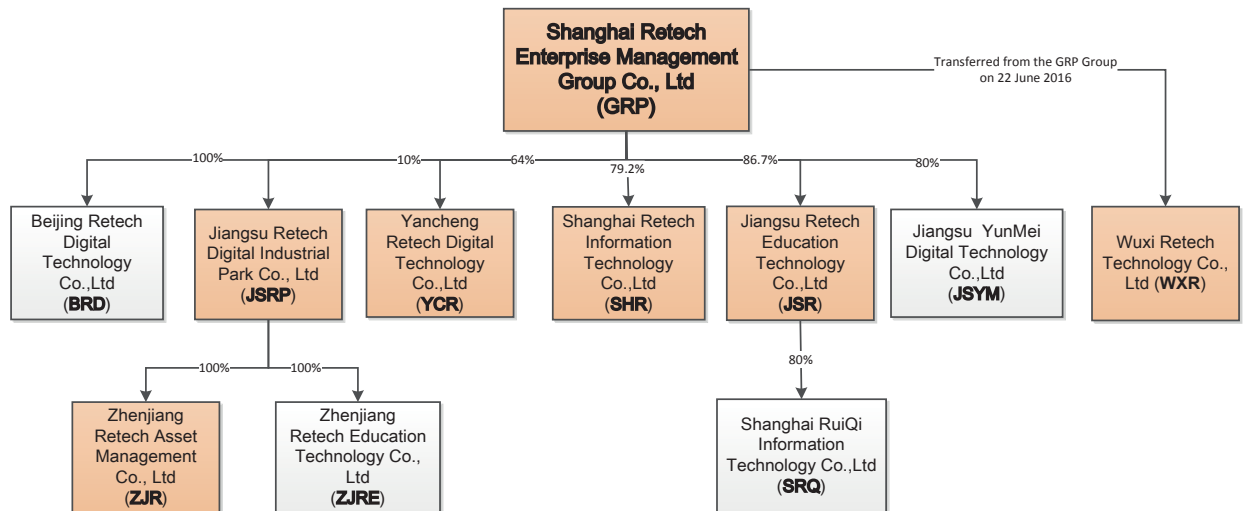 Shanghai Retech
Enterprise Management
Group Co., Ltd
(GRP)
Transferred from the GRP Group
on 22 June 2016
100%
10%
64%
79.2%
86.7%
80%
Beijing Retech
Digital
Technology
Co.,Ltd
(BRD)
Jiangsu Retech
Digital Industrial
Park Co., Ltd
(JSRP)
Yancheng
Retech Digital
Technology
Co.,Ltd
(YCR)
Shanghai Retech
Information
Technology
Co.,Ltd
(SHR)
Jiangsu Retech
Education
Technology
Co.,Ltd
(JSR)
Jiangsu YunMei
Digital Technology
Co.,Ltd
(JSYM)
Wuxi Retech
Technology Co.,
Ltd (WXR)
100%
100%
80%
Zhenjiang
Retech Asset
Management
Co., Ltd
(ZJR)
Zhenjiang
Retech Education
Technology Co.,
Ltd
(ZJRE)
Shanghai RuiQi
Information
Technology Co.,Ltd
(SRQ)